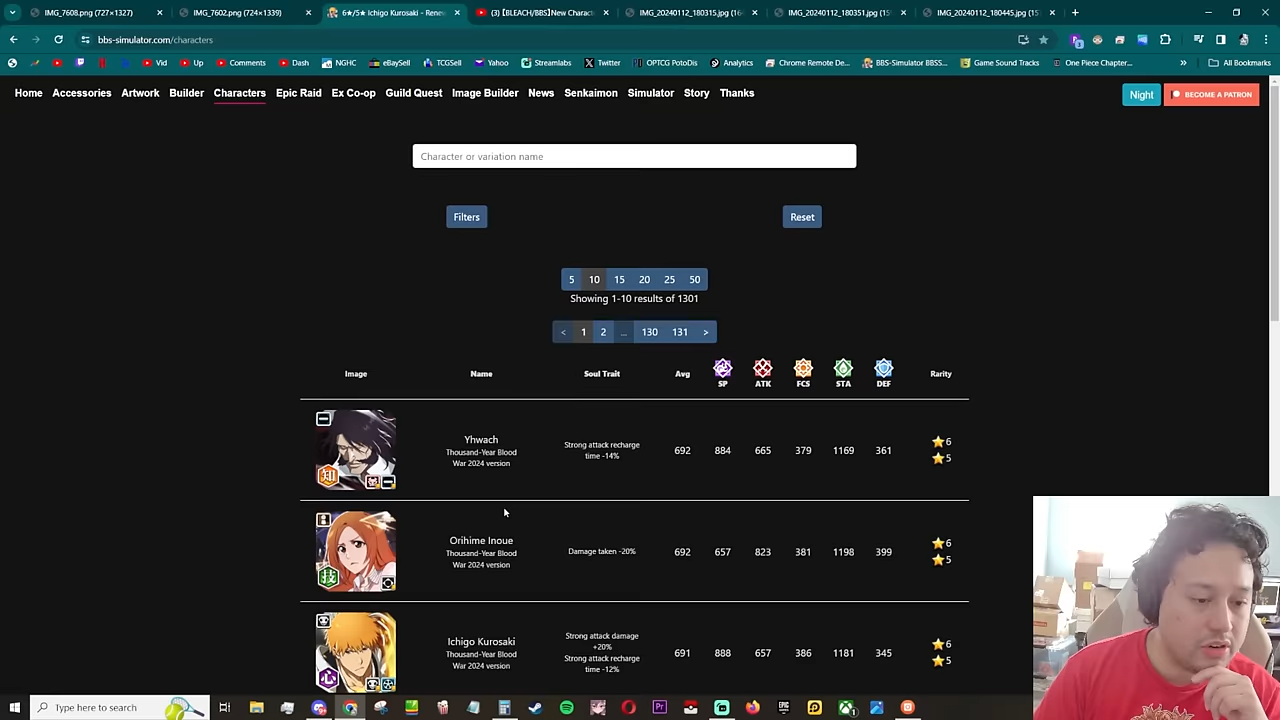 IMG_7608.png (727×1327)
IMG_7602.png (724×1339)
6★/5★ Ichigo Kurosaki - Rene
(3) [BLEACH/BBS]New Charac
IMG_20240112_180315.jpg (16
IMG_20240112_180351.jpg (15
IMG_20240112_180445.jpg (15
bbs-simulator.com/characters
Vid
Up
Comments
Dash
NGHC
eBaySell
TCGSell
Yahoo
Streamlabs
Twitter
OPTCG PotoDis
Analytics
Chrome Remote De...
BBS-Simulator BBSS...
Game Sound Tracks
One Piece Chapter...
All Bookmarks
Home
Accessories
Artwork
Builder
Characters
Epic Raid
Ex Co-op
Guild Quest
Image Builder
News
Senkaimon
Simulator
Story
Thanks
Night
BECOME A PATRON
Character or variation name
Filters
Reset
5 10 15 20 25 50
Showing 1-10 results of 1301
< 1 2 ... 130 131 >
Image
Name
Soul Trait
Avg
SP
ATK
FCS
STA
DEF
Rarity
知
Yhwach
Thousand-Year Blood
War 2024 version
Strong attack recharge
time -14%
692
884
665
379
1169
361
6
5
技
Orihime Inoue
Thousand-Year Blood
War 2024 version
Damage taken -20%
692
657
823
381
1198
399
6
5
心
Ichigo Kurosaki
Thousand-Year Blood
War 2024 version
Strong attack damage
+20%
Strong attack recharge
time -12%
691
888
657
386
1181
345
6
5
Type here to search